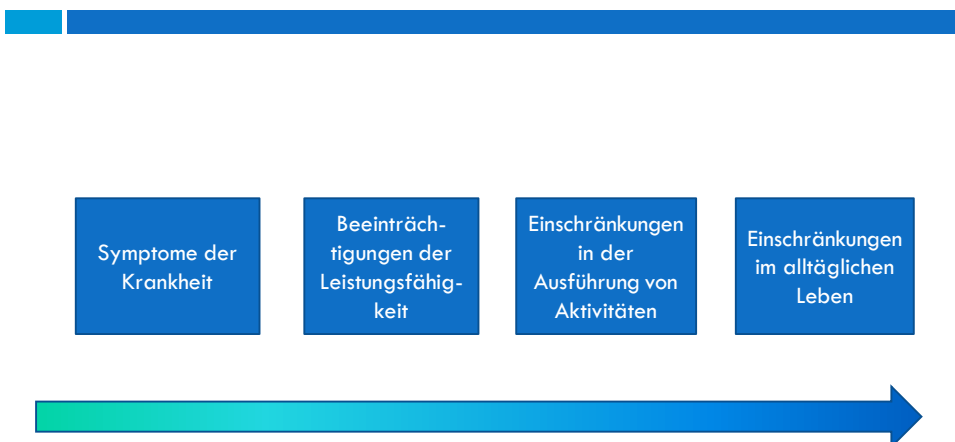 Symptome der
Krankheit
Beeinträch-
tigungen der
Leistungsfähig-
keit
Einschränkungen
in der
Ausführung von
Aktivitäten
Einschränkungen
im alltäglichen
Leben